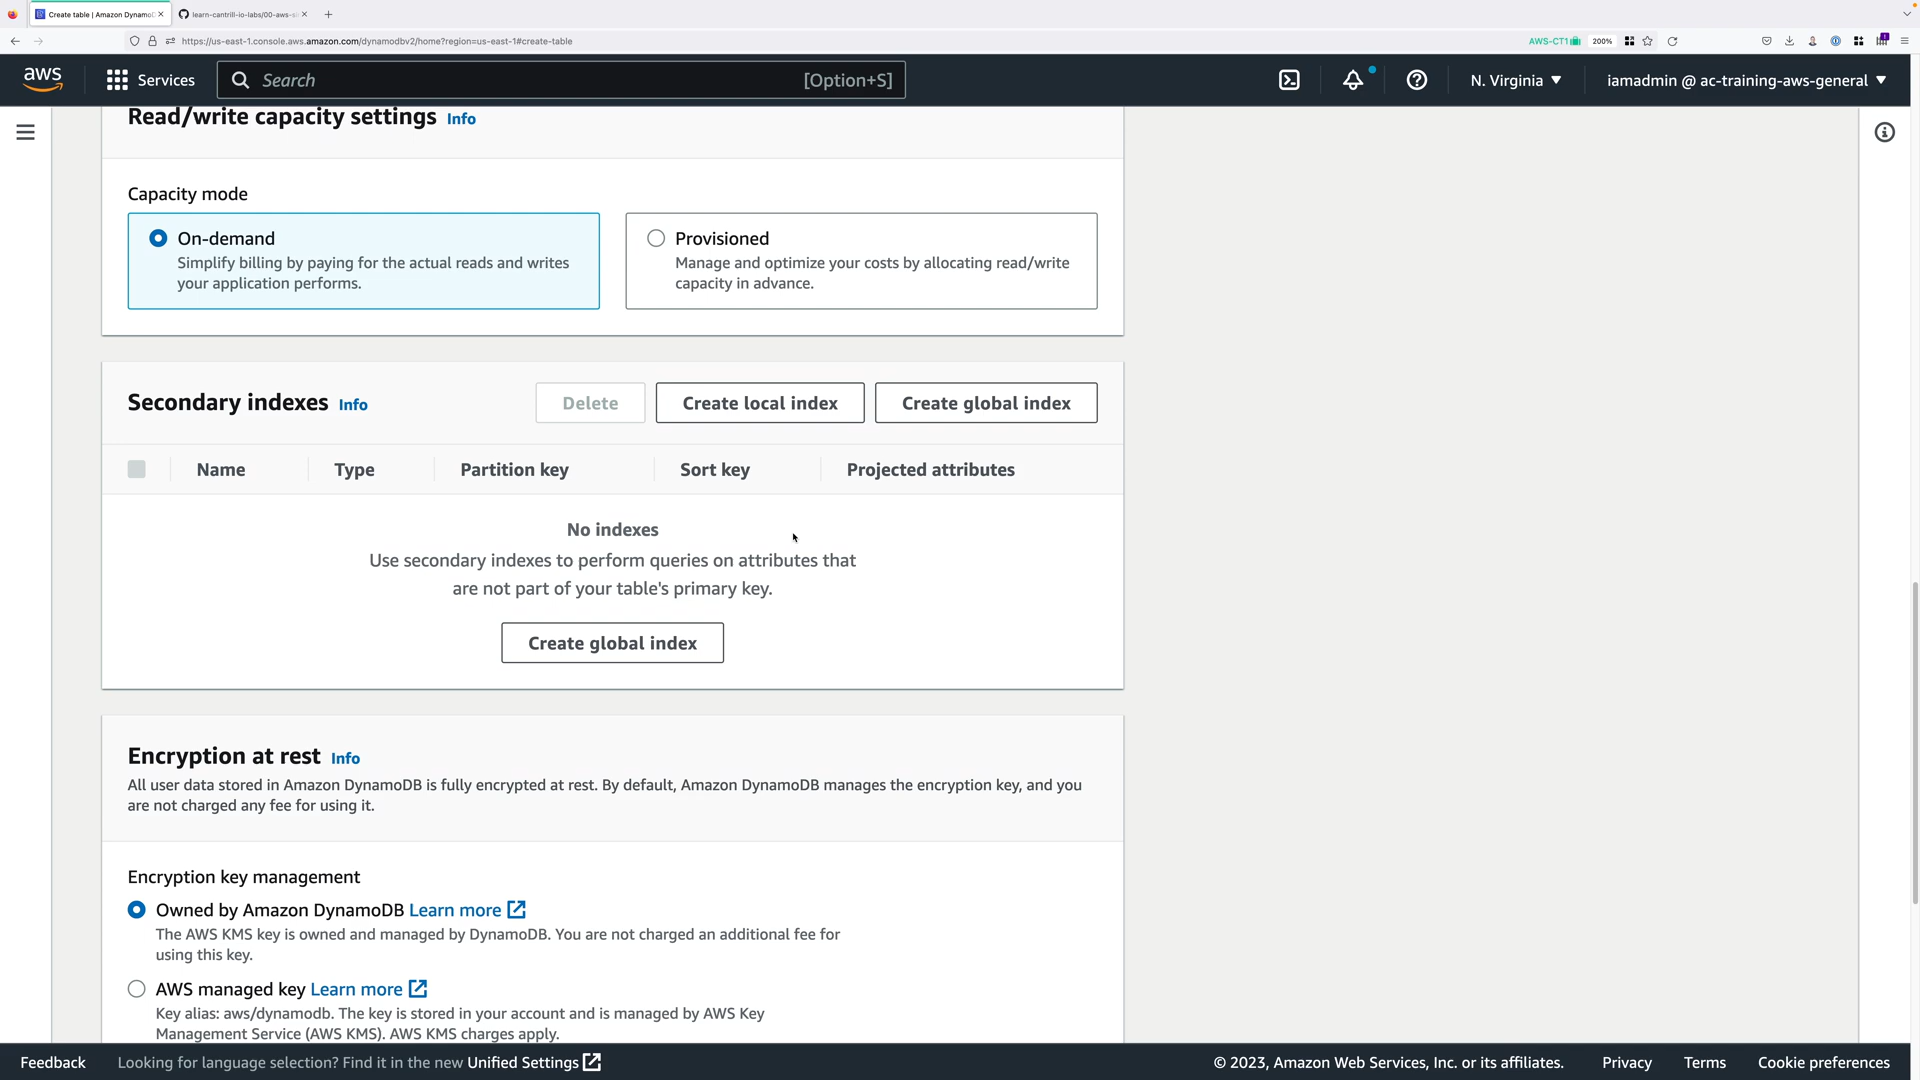 Create table | Amazon Dynamo
learn-cantrill-io-labs/00-aws-si
https://us-east-1.console.aws.amazon.com/dynamodbv2/home?region=us-east-1#create-table
AWS-CT1
200%
aws
Services
Search
[Option+S]
N. Virginia
iamadmin @ ac-training-aws-general
Read/write capacity settings Info
Capacity mode
On-demand
Simplify billing by paying for the actual reads and writes
your application performs.
Provisioned
Manage and optimize your costs by allocating read/write
capacity in advance.
Secondary indexes Info
Delete
Create local index
Create global index
Name
Type
Partition key
Sort key
Projected attributes
No indexes
Use secondary indexes to perform queries on attributes that
are not part of your table's primary key.
Create global index
Encryption at rest Info
All user data stored in Amazon DynamoDB is fully encrypted at rest. By default, Amazon DynamoDB manages the encryption key, and you
are not charged any fee for using it.
Encryption key management
Owned by Amazon DynamoDB Learn more
The AWS KMS key is owned and managed by DynamoDB. You are not charged an additional fee for
using this key.
AWS managed key Learn more
Key alias: aws/dynamodb. The key is stored in your account and is managed by AWS Key
Management Service (AWS KMS). AWS KMS charges apply.
Feedback
Looking for language selection? Find it in the new Unified Settings
© 2023, Amazon Web Services, Inc. or its affiliates.
Privacy
Terms
Cookie preferences